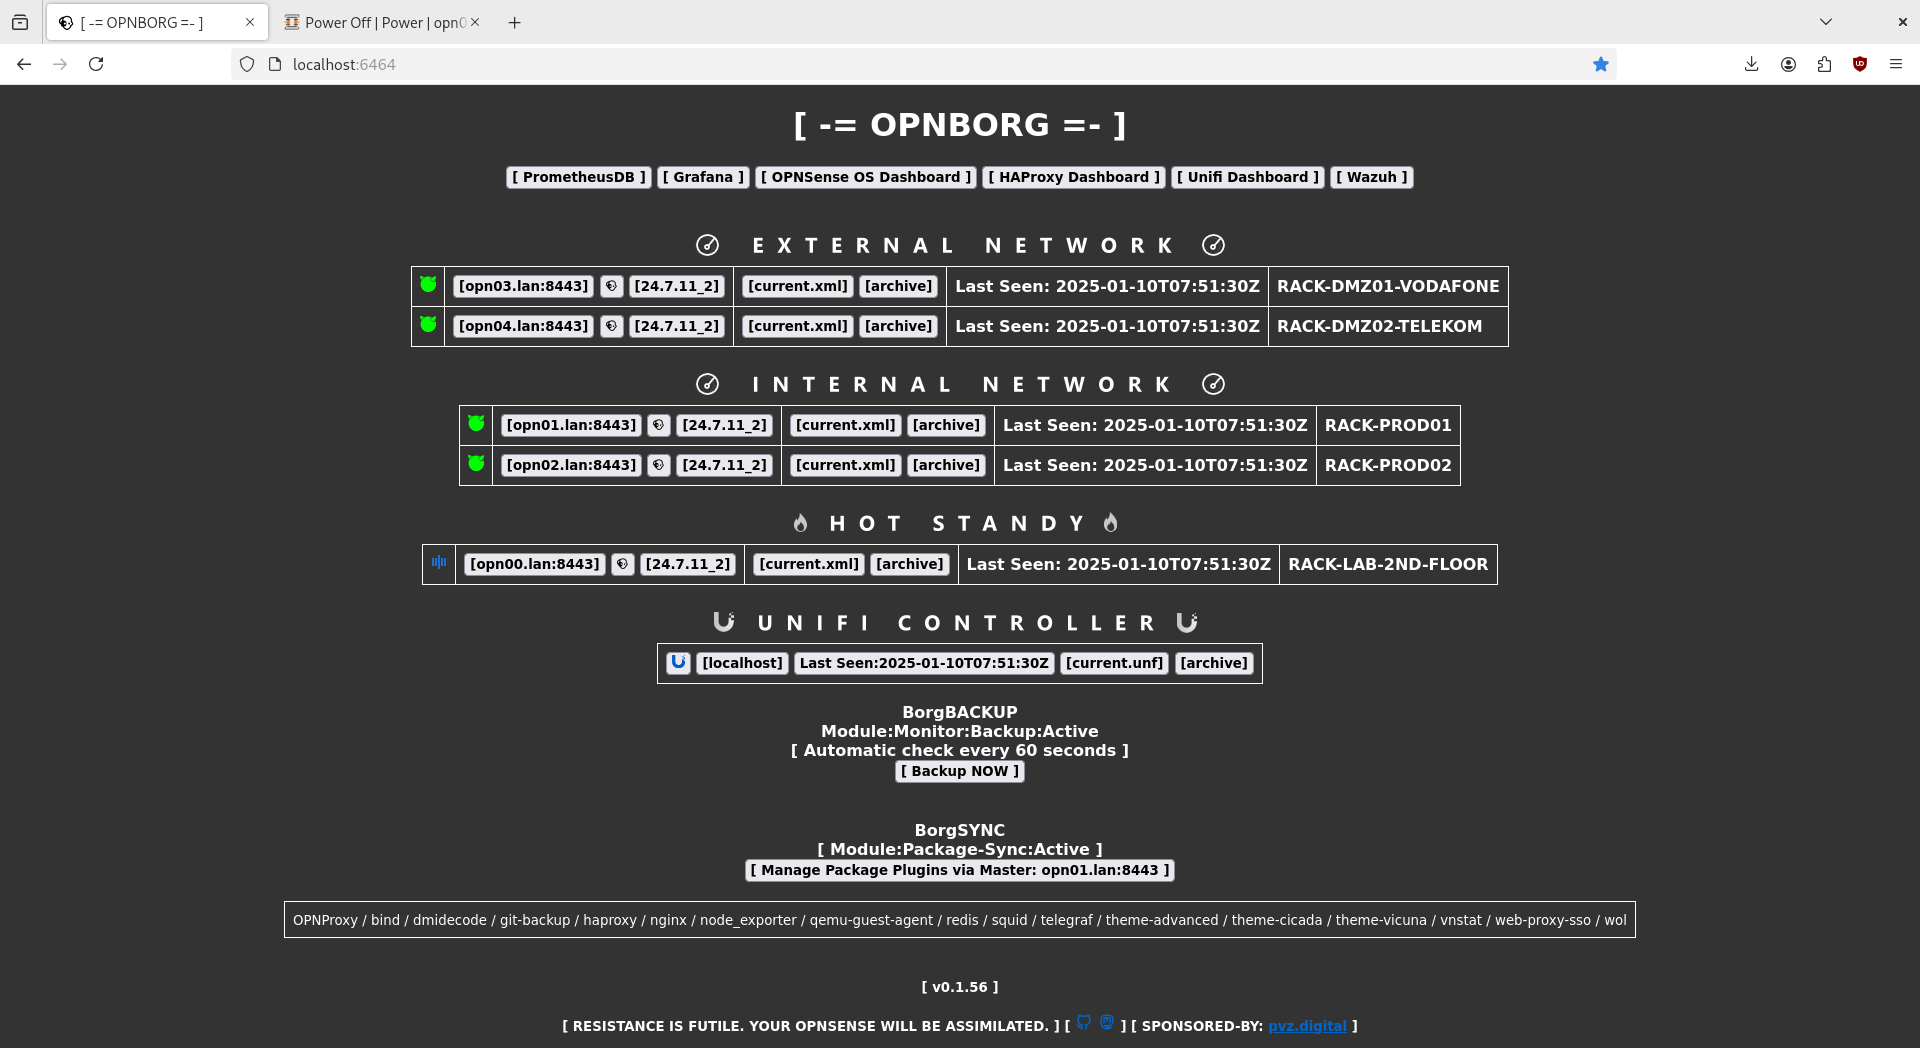 [ -= OPNBORG =- ]
Power Off | Power | opn0
localhost:6464
[ -= OPNBORG =- ]
[ PrometheusDB ] [ Grafana ] [ OPNSense OS Dashboard ] [ HAProxy Dashboard ] [ Unifi Dashboard ] [ Wazuh ]
EXTERNAL NETWORK
[opn03.lan:8443] [24.7.11_2] [current.xml] [archive] Last Seen: 2025-01-10T07:51:30Z RACK-DMZ01-VODAFONE
[opn04.lan:8443] [24.7.11_2] [current.xml] [archive] Last Seen: 2025-01-10T07:51:30Z RACK-DMZ02-TELEKOM
INTERNAL NETWORK
[opn01.lan:8443] [24.7.11_2] [current.xml] [archive] Last Seen: 2025-01-10T07:51:30Z RACK-PROD01
[opn02.lan:8443] [24.7.11_2] [current.xml] [archive] Last Seen: 2025-01-10T07:51:30Z RACK-PROD02
HOT STANDY
[opn00.lan:8443] [24.7.11_2] [current.xml] [archive] Last Seen: 2025-01-10T07:51:30Z RACK-LAB-2ND-FLOOR
UNIFI CONTROLLER
[localhost] Last Seen:2025-01-10T07:51:30Z [current.unf] [archive]
BorgBACKUP
Module:Monitor:Backup:Active
[ Automatic check every 60 seconds ]
[ Backup NOW ]
BorgSYNC
[ Module:Package-Sync:Active ]
[ Manage Package Plugins via Master: opn01.lan:8443 ]
OPNProxy / bind / dmidecode / git-backup / haproxy / nginx / node_exporter / qemu-guest-agent / redis / squid / telegraf / theme-advanced / theme-cicada / theme-vicuna / vnstat / web-proxy-sso / wol
[ v0.1.56 ]
[ RESISTANCE IS FUTILE. YOUR OPNSENSE WILL BE ASSIMILATED. ] [ ] [ SPONSORED-BY: pvz.digital ]